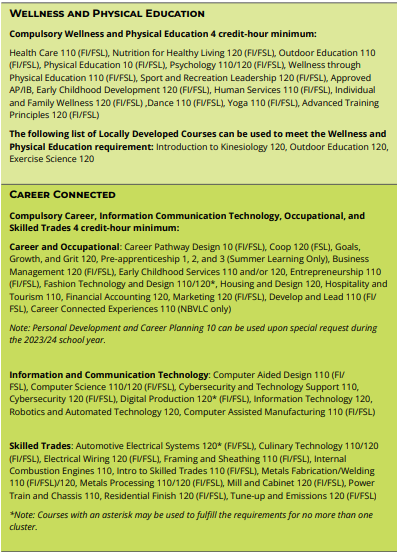 WELLNESS AND PHYSICAL EDUCATION
Compulsory Wellness and Physical Education 4 credit-hour minimum:
Health Care 110 (FI/FSL), Nutrition for Healthy Living 120 (FI/FSL), Outdoor Education 110
(FI/FSL), Physical Education 10 (FI/FSL), Psychology 110/120 (FI/FSL), Wellness through
Physical Education 110 (FI/FSL), Sport and Recreation Leadership 120 (FI/FSL), Approved
AP/IB, Early Childhood Development 120 (FI/FSL), Human Services 110 (FI/FSL), Individual
and Family Wellness 120 (FI/FSL) ,Dance 110 (FI/FSL), Yoga 110 (FI/FSL), Advanced Training
Principles 120 (FI/FSL)
The following list of Locally Developed Courses can be used to meet the Wellness and
Physical Education requirement: Introduction to Kinesiology 120, Outdoor Education 120,
Exercise Science 120
CAREER CONNECTED
Compulsory Career, Information Communication Technology, Occupational, and
Skilled Trades 4 credit-hour minimum:
Career and Occupational: Career Pathway Design 10 (FI/FSL), Coop 120 (FSL), Goals,
Growth, and Grit 120, Pre-apprenticeship 1, 2, and 3 (Summer Learning Only), Business
Management 120 (FI/FSL), Early Childhood Services 110 and/or 120, Entrepreneurship 110
(FI/FSL), Fashion Technology and Design 110/120*, Housing and Design 120, Hospitality and
Tourism 110, Financial Accounting 120, Marketing 120 (FI/FSL), Develop and Lead 110 (FI/
FSL), Career Connected Experiences 110 (NBVLC only)
Note: Personal Development and Career Planning 10 can be used upon special request during
the 2023/24 school year.
Information and Communication Technology: Computer Aided Design 110 (FI/
FSL), Computer Science 110/120 (FI/FSL), Cybersecurity and Technology Support 110,
Cybersecurity 120 (FI/FSL), Digital Production 120* (FI/FSL), Information Technology 120,
Robotics and Automated Technology 120, Computer Assisted Manufacturing 110 (FI/FSL)
Skilled Trades: Automotive Electrical Systems 120* (FI/FSL), Culinary Technology 110/120
(FI/FSL), Electrical Wiring 120 (FI/FSL), Framing and Sheathing 110 (FI/FSL), Internal
Combustion Engines 110, Intro to Skilled Trades 110 (FI/FSL), Metals Fabrication/Welding
110 (FI/FSL)/120, Metals Processing 110/120 (FI/FSL), Mill and Cabinet 120 (FI/FSL), Power
Train and Chassis 110, Residential Finish 120 (FI/FSL), Tune-up and Emissions 120 (FI/FSL)
*Note: Courses with an asterisk may be used to fulfill the requirements for no more than one
cluster.